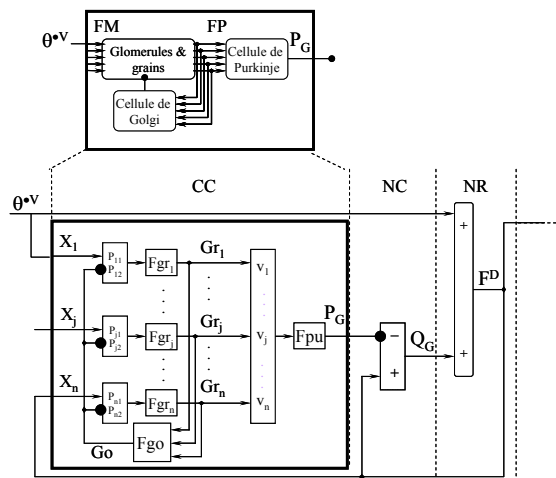 FM FP
θ•V Glomerules & grains Cellule de Purkinje P_G
Cellule de Golgi
CC NC NR
θ•V
X_1 P_11 P_12 Fgr_1 Gr_1 v_1 +
F^D
X_j P_j1 P_j2 Fgr_j Gr_j v_j Fpu P_G − Q_G
+ +
X_n P_n1 P_n2 Fgr_n Gr_n v_n
Go Fgo